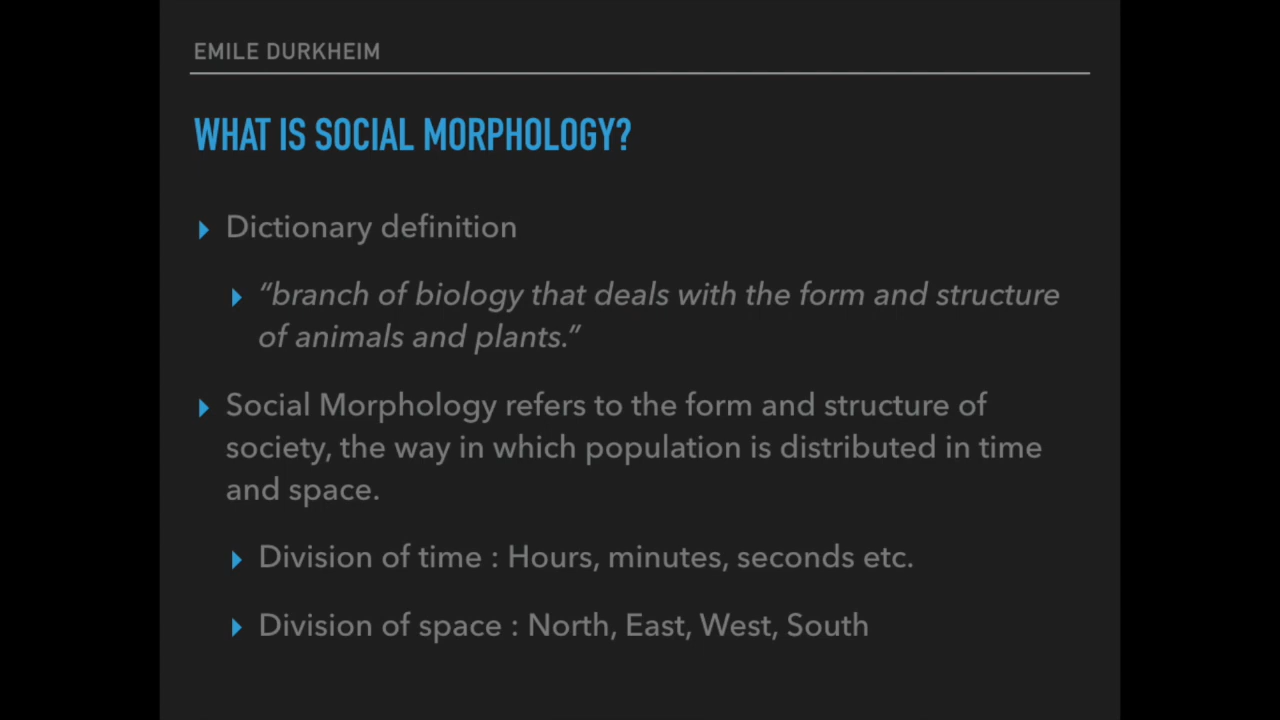 EMILE DURKHEIM
WHAT IS SOCIAL MORPHOLOGY?
Dictionary definition
“branch of biology that deals with the form and structure
of animals and plants.”
Social Morphology refers to the form and structure of
society, the way in which population is distributed in time
and space.
Division of time : Hours, minutes, seconds etc.
Division of space : North, East, West, South